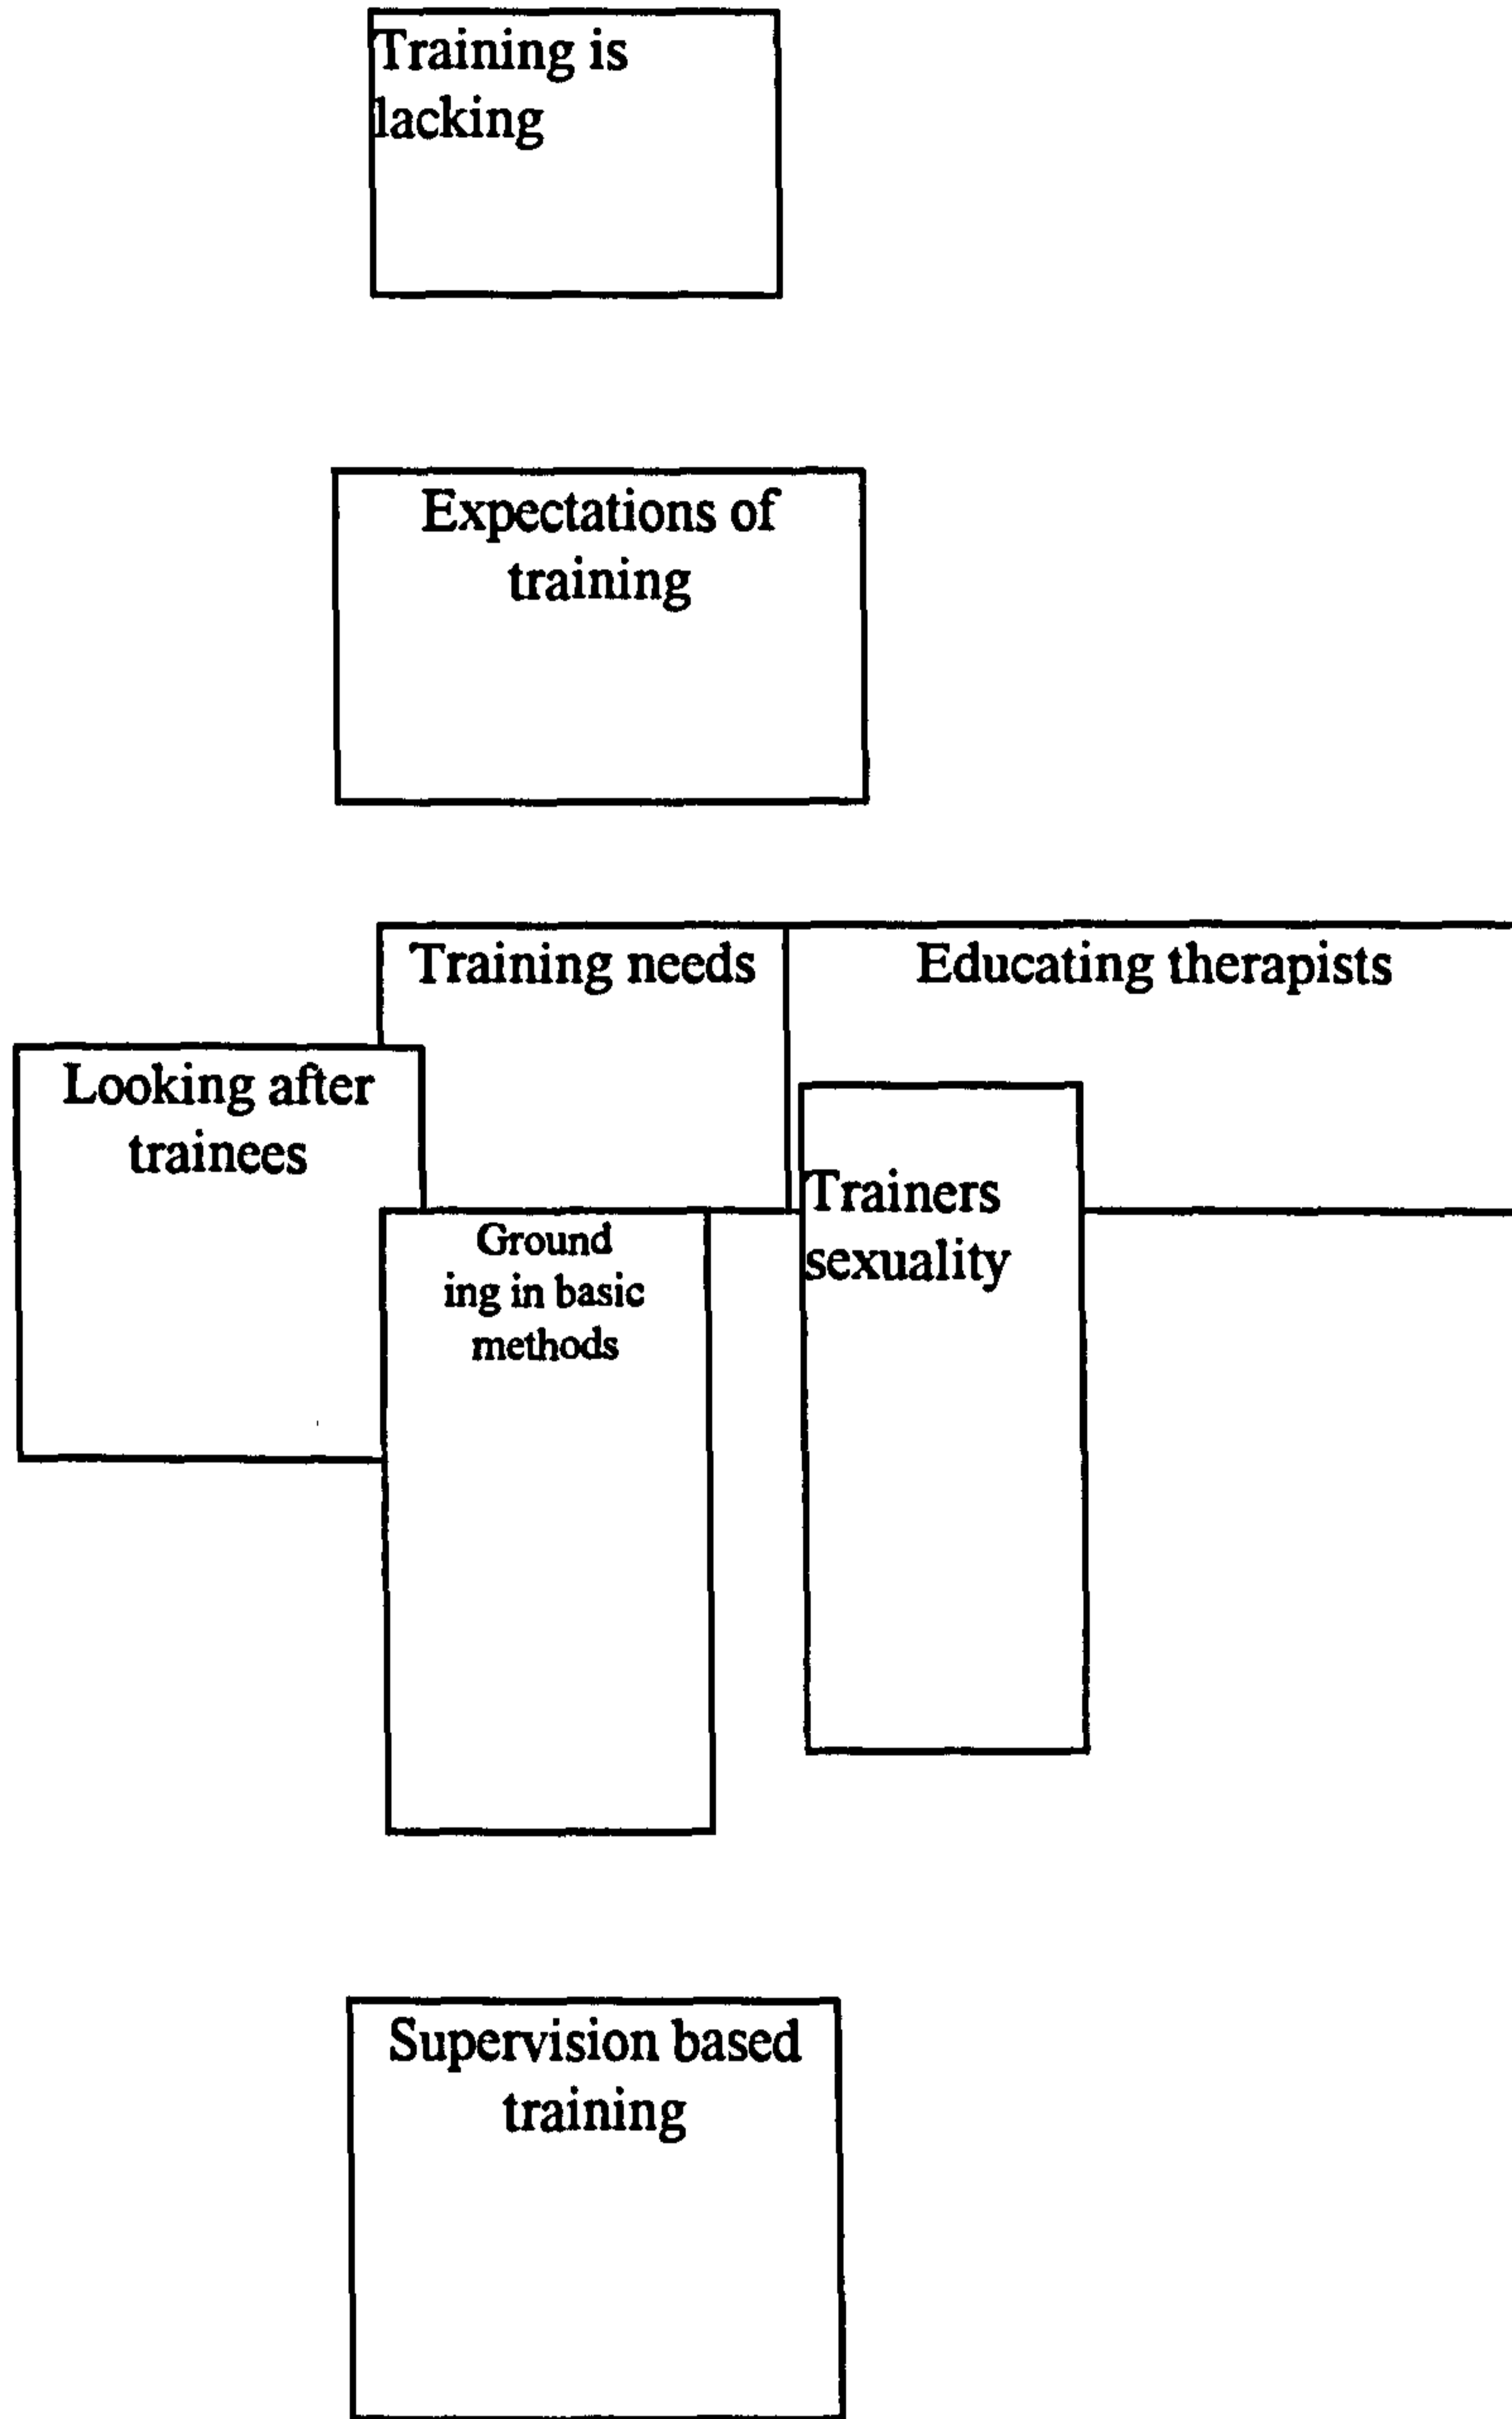 Training is
lacking
Expectations of
training
Training needs
Educating therapists
Looking after
trainees
Trainers
sexuality
Ground
ing in basic
methods
Supervision based
training